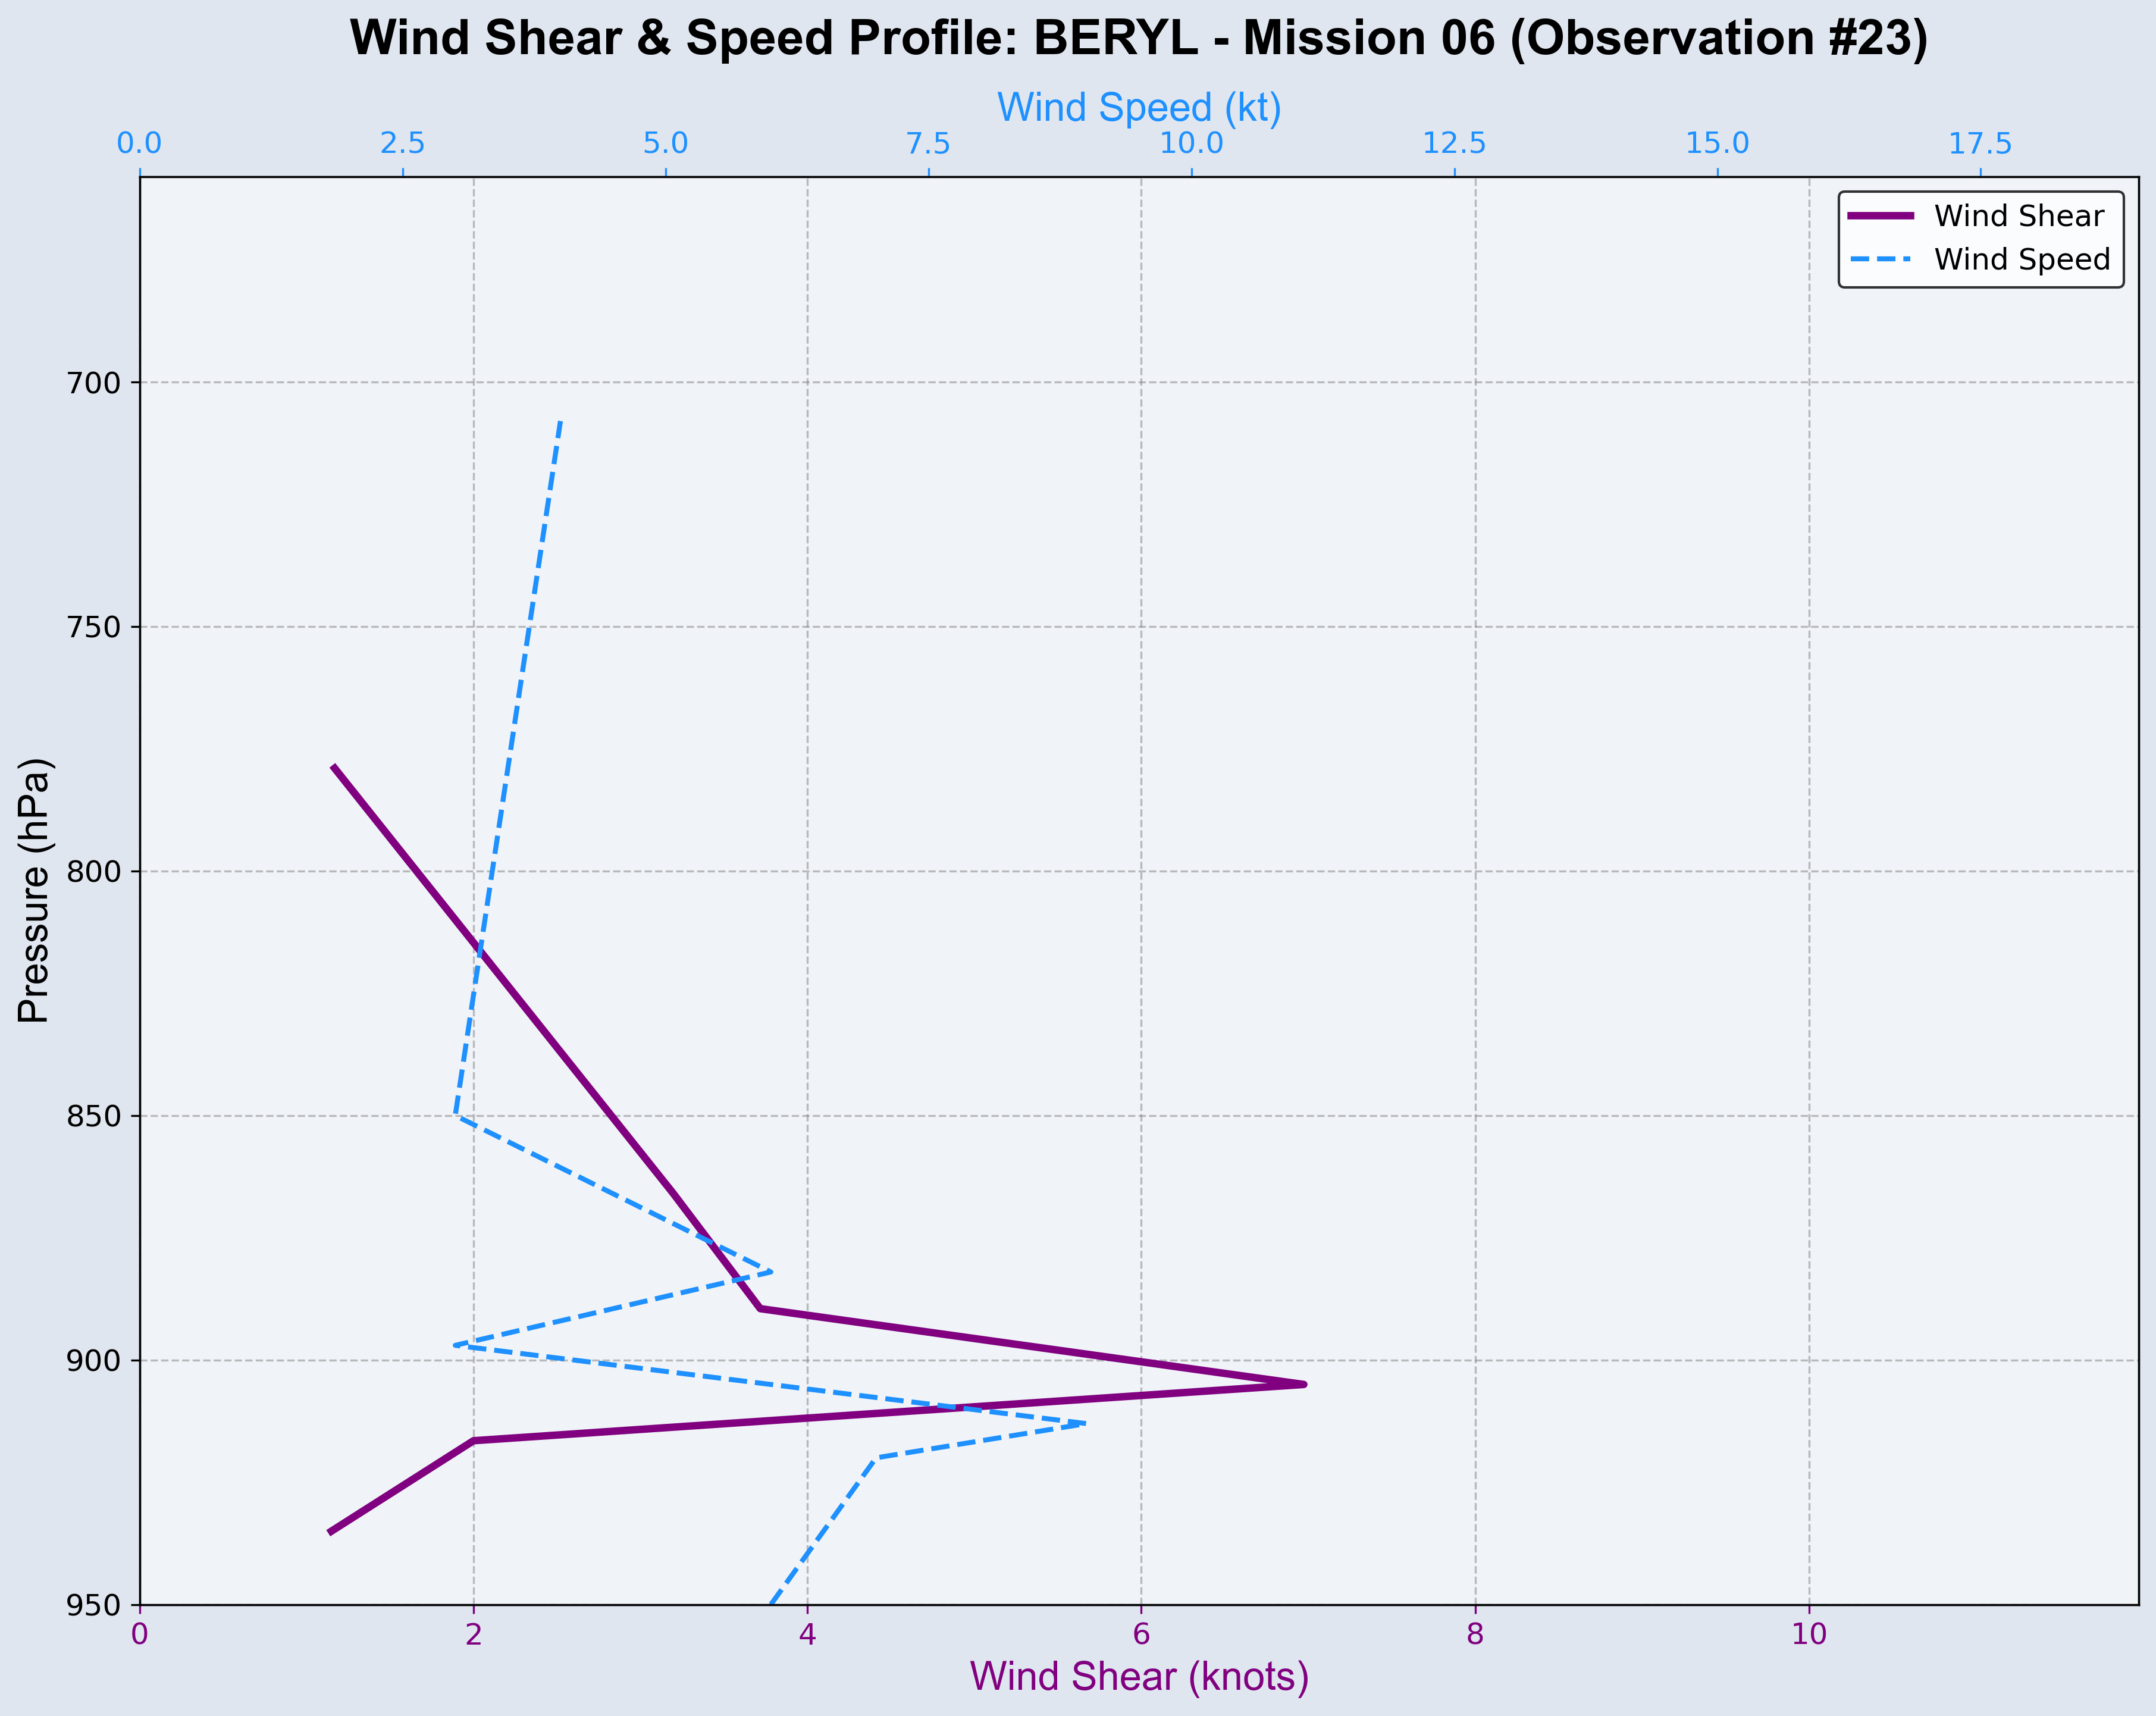 Wind Shear & Speed Profile: BERYL - Mission 06 (Observation #23)
Wind Speed (kt)
0.0 2.5 5.0 7.5 10.0 12.5 15.0 17.5
Wind Shear
Wind Speed
700
750
800
850
900
950
Pressure (hPa)
0 2 4 6 8 10
Wind Shear (knots)